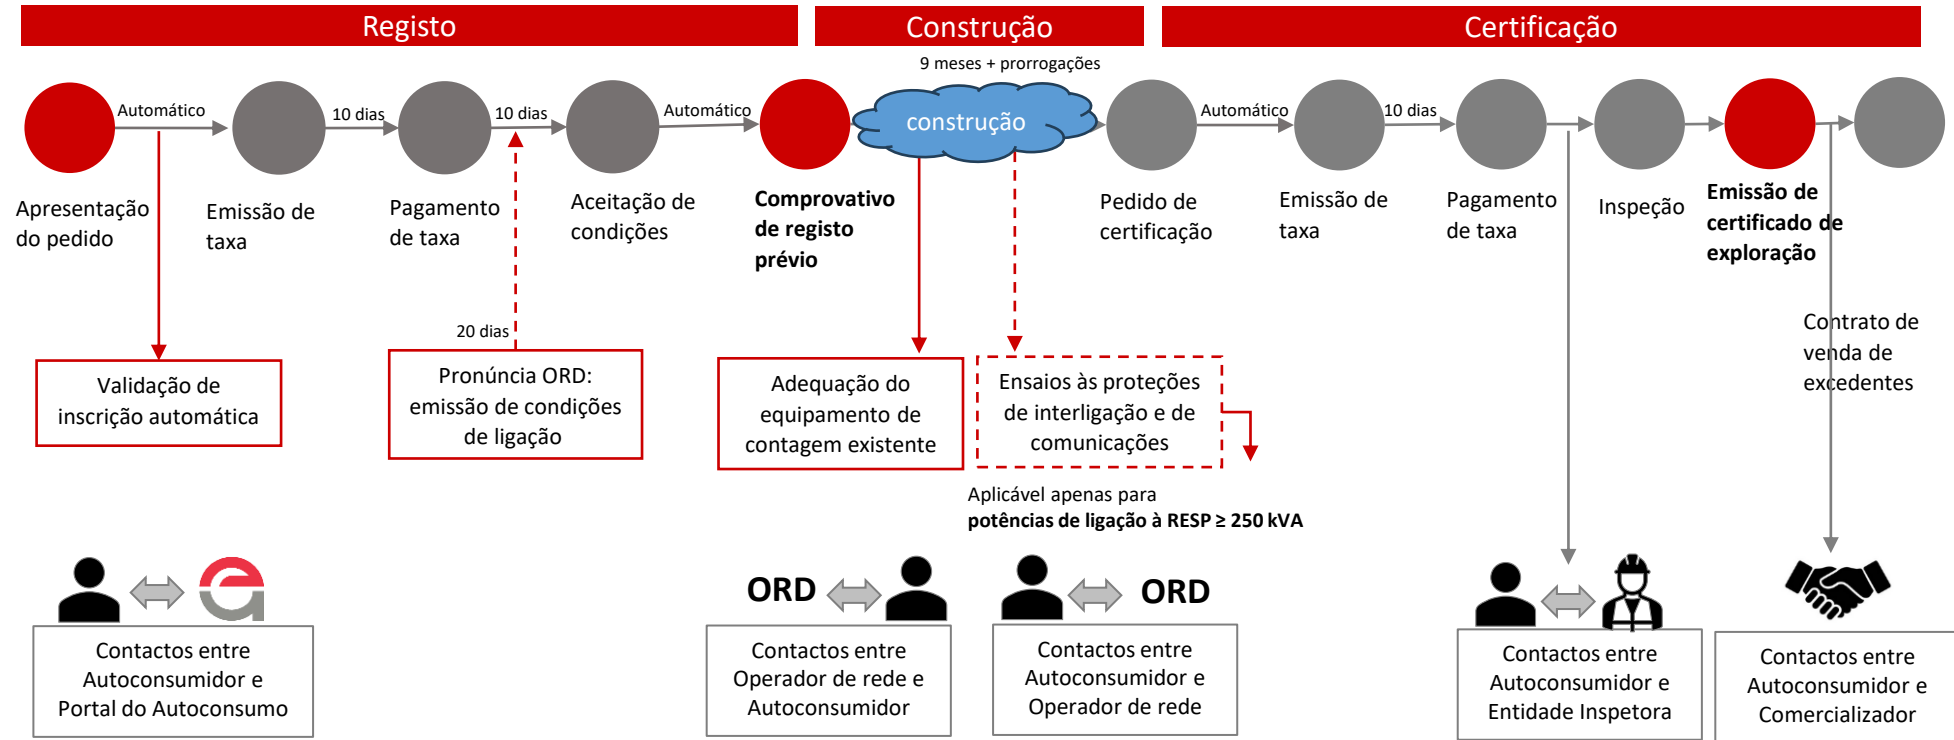 Registo
Construção
Certificação
9 meses + prorrogações
Automático
10 dias
10 dias
Automático
construção
Automático
10 dias
Apresentação
do pedido
Emissão de
taxa
Pagamento
de taxa
Aceitação de
condições
Comprovativo
de registo
prévio
Pedido de
certificação
Emissão de
taxa
Pagamento
de taxa
Inspeção
Emissão de
certificado de
exploração
Contrato de
venda de
excedentes
20 dias
Validação de
inscrição automática
Pronúncia ORD:
emissão de condições
de ligação
Adequação do
equipamento de
contagem existente
Ensaios às proteções
de interligação e de
comunicações
Aplicável apenas para
potências de ligação à RESP ≥ 250 kVA
ORD
ORD
Contactos entre
Autoconsumidor e
Portal do Autoconsumo
Contactos entre
Operador de rede e
Autoconsumidor
Contactos entre
Autoconsumidor e
Operador de rede
Contactos entre
Autoconsumidor e
Entidade Inspetora
Contactos entre
Autoconsumidor e
Comercializador